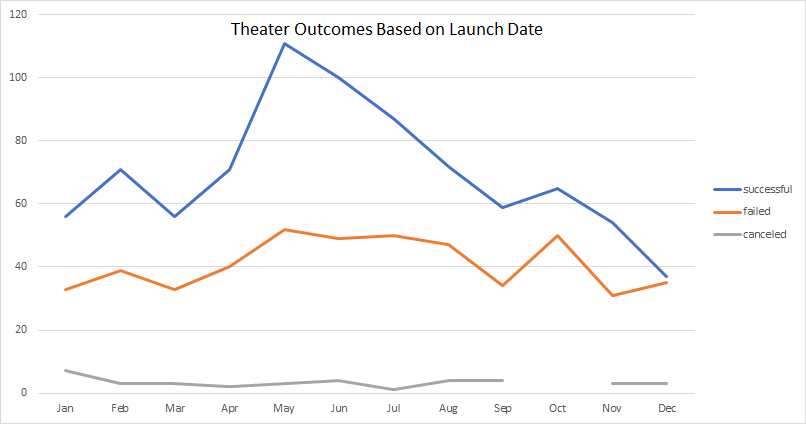 Theater Outcomes Based on Launch Date
120
100
80
60
40
20
0
Jan Feb Mar Apr May Jun Jul Aug Sep Oct Nov Dec
successful
failed
canceled